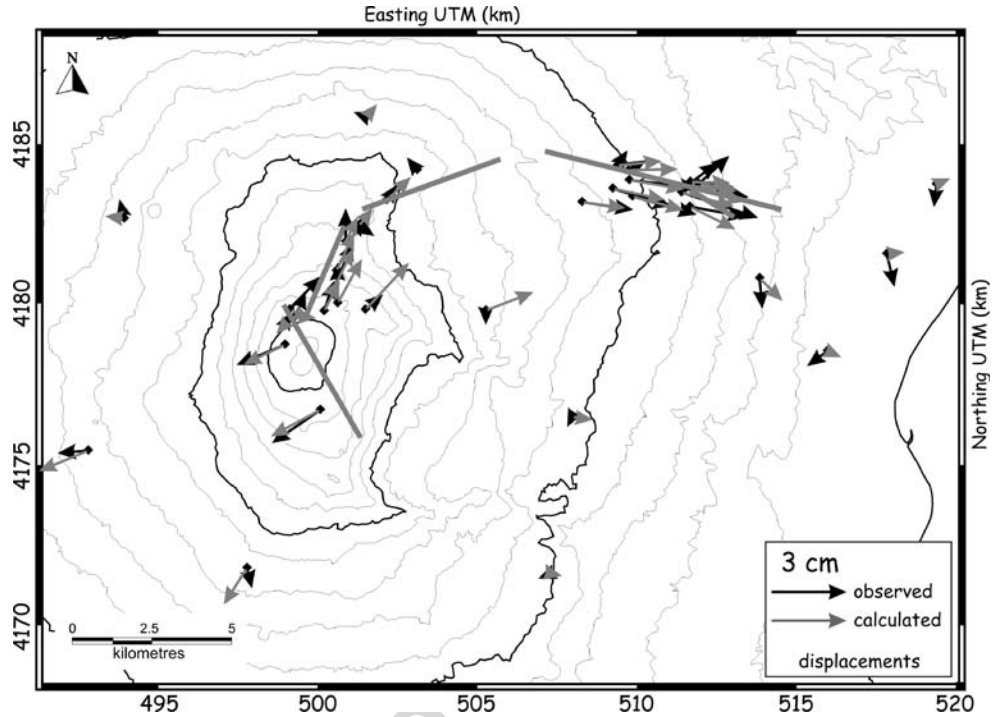 Easting UTM (km)
N
4185
4180
4175
4170
Northing UTM (km)
3 cm
observed
calculated
displacements
0 2.5 5
kilometres
495 500 505 510 515 520